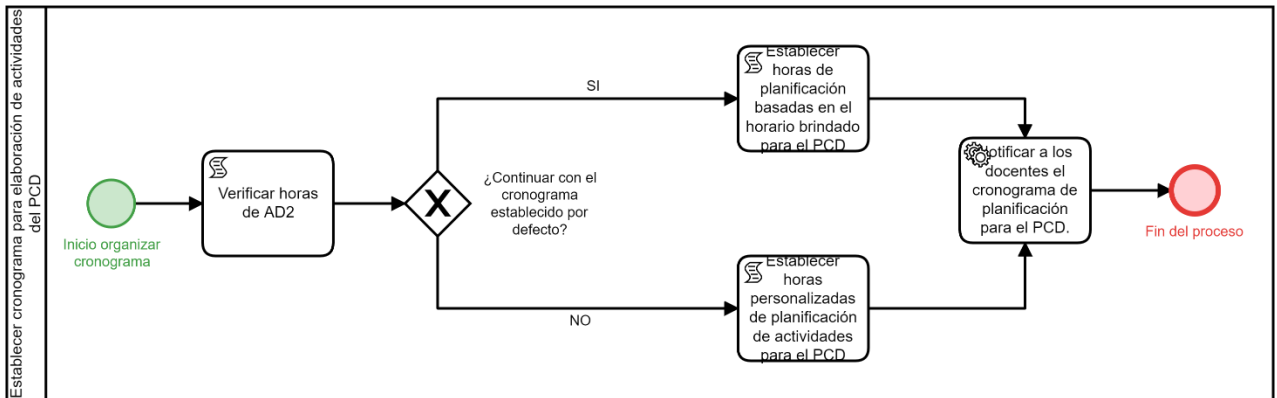 Establecer cronograma para elaboración de actividades
del PCD
Inicio organizar
cronograma
Verificar horas
de AD2
¿Continuar con el
cronograma
establecido por
defecto?
SI
NO
Establecer
horas de
planificación
basadas en el
horario brindado
para el PCD
Establecer
horas
personalizadas
de planificación
de actividades
para el PCD
Notificar a los
docentes el
cronograma de
planificación
para el PCD.
Fin del proceso